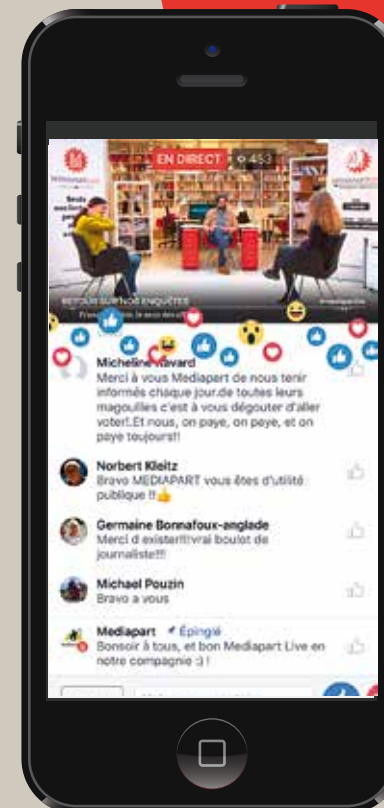 EN DIRECT 453
RETOUR SUR NOS ENQUÊTES
Micheline Ravard
Merci à vous Mediapart de nous tenir
informés chaque jour.de toutes leurs
magouilles c'est à vous dégouter d'aller
voter!.Et nous, on paye, on paye, et on
paye toujours!!
Norbert Kleitz
Bravo MEDIAPART vous êtes d'utilité
publique !!👍
Germaine Bonnafoux-anglade
Merci d exister!!!vrai boulot de
journaliste!!!!
Michael Pouzin
Bravo a vous
Mediapart Épinglé
Bonsoir à tous, et bon Mediapart Live en
notre compagnie :) !